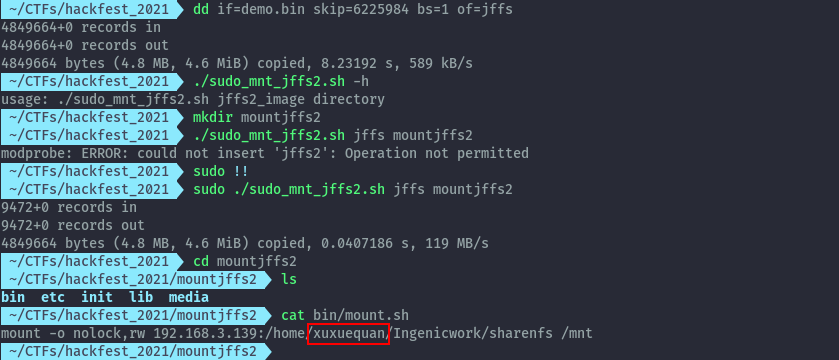 ~/CTFs/hackfest_2021 dd if=demo.bin skip=6225984 bs=1 of=jffs
4849664+0 records in
4849664+0 records out
4849664 bytes (4.8 MB, 4.6 MiB) copied, 8.23192 s, 589 kB/s
~/CTFs/hackfest_2021 ./sudo_mnt_jffs2.sh -h
usage: ./sudo_mnt_jffs2.sh jffs2_image directory
~/CTFs/hackfest_2021 mkdir mountjffs2
~/CTFs/hackfest_2021 ./sudo_mnt_jffs2.sh jffs mountjffs2
modprobe: ERROR: could not insert 'jffs2': Operation not permitted
~/CTFs/hackfest_2021 sudo !!
~/CTFs/hackfest_2021 sudo ./sudo_mnt_jffs2.sh jffs mountjffs2
9472+0 records in
9472+0 records out
4849664 bytes (4.8 MB, 4.6 MiB) copied, 0.0407186 s, 119 MB/s
~/CTFs/hackfest_2021 cd mountjffs2
~/CTFs/hackfest_2021/mountjffs2 ls
bin etc init lib media
~/CTFs/hackfest_2021/mountjffs2 cat bin/mount.sh
mount -o nolock,rw 192.168.3.139:/home/xuxuequan/Ingenicwork/sharenfs /mnt
~/CTFs/hackfest_2021/mountjffs2